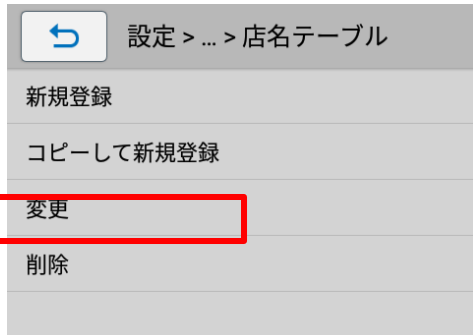 設定 > ... > 店名テーブル
新規登録
コピーして新規登録
変更
削除